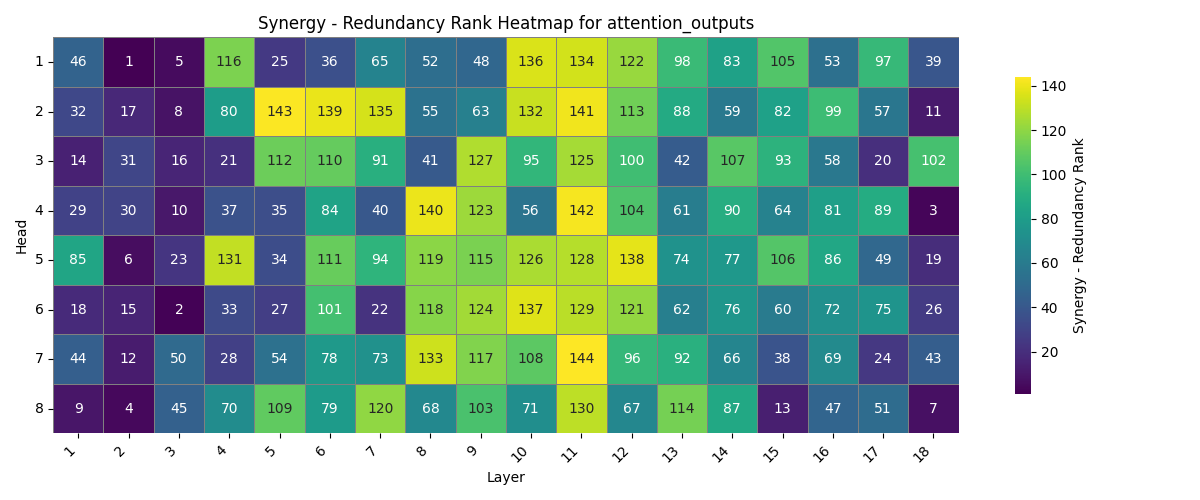 Synergy - Redundancy Rank Heatmap for attention_outputs
Head
1 46 1 5 116 25 36 65 52 48 136 134 122 98 83 105 53 97 39
2 32 17 8 80 143 139 135 55 63 132 141 113 88 59 82 99 57 11
3 14 31 16 21 112 110 91 41 127 95 125 100 42 107 93 58 20 102
4 29 30 10 37 35 84 40 140 123 56 142 104 61 90 64 81 89 3
5 85 6 23 131 34 111 94 119 115 126 128 138 74 77 106 86 49 19
6 18 15 2 33 27 101 22 118 124 137 129 121 62 76 60 72 75 26
7 44 12 50 28 54 78 73 133 117 108 144 96 92 66 38 69 24 43
8 9 4 45 70 109 79 120 68 103 71 130 67 114 87 13 47 51 7
1 2 3 4 5 6 7 8 9 10 11 12 13 14 15 16 17 18
Layer
140
120
100
80
60
40
20
Synergy - Redundancy Rank